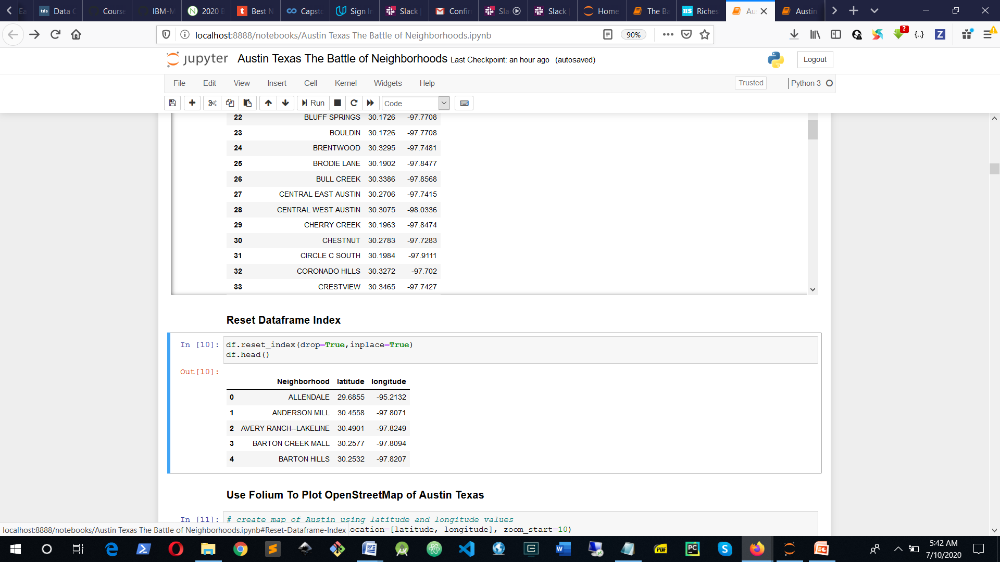 Ea
tds Data C
Course
IBM-M
N 2020 E
t Best N
Capsto
Sign In
Slack |
Confir
Sla
Slack |
Home
The Ba
HS Riches
Au
Austin
localhost:8888/notebooks/Austin Texas The Battle of Neighborhoods.ipynb
90%
?
{..}
Z
jupyter Austin Texas The Battle of Neighborhoods Last Checkpoint: an hour ago (autosaved)
Logout
File Edit View Insert Cell Kernel Widgets Help
Trusted
Python 3
Run
Code
22 BLUFF SPRINGS 30.1726 -97.7708
23 BOULDIN 30.1726 -97.7708
24 BRENTWOOD 30.3295 -97.7481
25 BRODIE LANE 30.1902 -97.8477
26 BULL CREEK 30.3386 -97.8568
27 CENTRAL EAST AUSTIN 30.2706 -97.7415
28 CENTRAL WEST AUSTIN 30.3075 -98.0336
29 CHERRY CREEK 30.1963 -97.8474
30 CHESTNUT 30.2783 -97.7283
31 CIRCLE C SOUTH 30.1984 -97.9111
32 CORONADO HILLS 30.3272 -97.702
33 CRESTVIEW 30.3465 -97.7427
Reset Dataframe Index
In [10]: df.reset_index(drop=True,inplace=True)
df.head()
Out[10]:
Neighborhood latitude longitude
0 ALLENDALE 29.6855 -95.2132
1 ANDERSON MILL 30.4558 -97.8071
2 AVERY RANCH--LAKELINE 30.4901 -97.8249
3 BARTON CREEK MALL 30.2577 -97.8094
4 BARTON HILLS 30.2532 -97.8207
Use Folium To Plot OpenStreetMap of Austin Texas
In [11]: # create map of Austin using latitude and longitude values
ocation=[latitude, longitude], zoom_start=10)
localhost:8888/notebooks/Austin Texas The Battle of Neighborhoods.ipynb#Reset-Dataframe-Index
PDF
PC
5:42 AM
7/10/2020